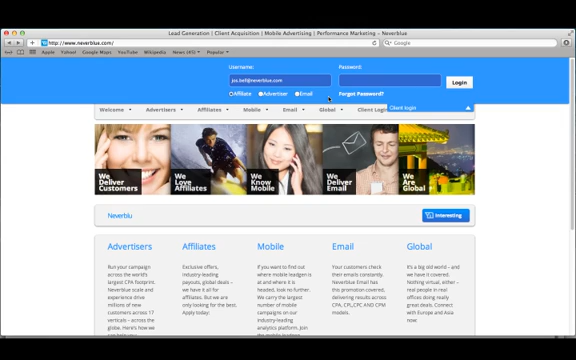 Lead Generation | Client Acquisition | Mobile Advertising | Performance Marketing – Neverblue
http://www.neverblue.com/
Google
Apple Yahoo! Google Maps YouTube Wikipedia News Popular
Username: Password:
joc.bell@neverblue.com
Login
Affiliate Advertiser Email Forgot Password?
Client login
Welcome Advertisers Affiliates Mobile Email Global Client Login
We Deliver Customers
We Love Affiliates
We Know Mobile
We Deliver Email
We Are Global
Neverblu
Interesting
Advertisers Affiliates Mobile Email Global
Run your campaign across the world's largest CPA footprint. Neverblue scale and experience drive millions of new customers across 17 verticals – across the globe. Here's how we
Exclusive offers, industry-leading payouts, global deals – we have it all for affiliates. But we are only looking for the best. Apply today!
If you want to find out where mobile leadgen is at and where it is headed, look no further. We carry the largest number of mobile campaigns on our industry-leading analytics platform. Join the
Your customers check their emails constantly. Neverblue Email has this promotion covered, delivering results across CPA, CPL, CPC AND CPM models.
It's a big old world – and we have it covered. Leafing virtual, either – real people in real offices doing really great deals. Connect with Europe and Asia now: